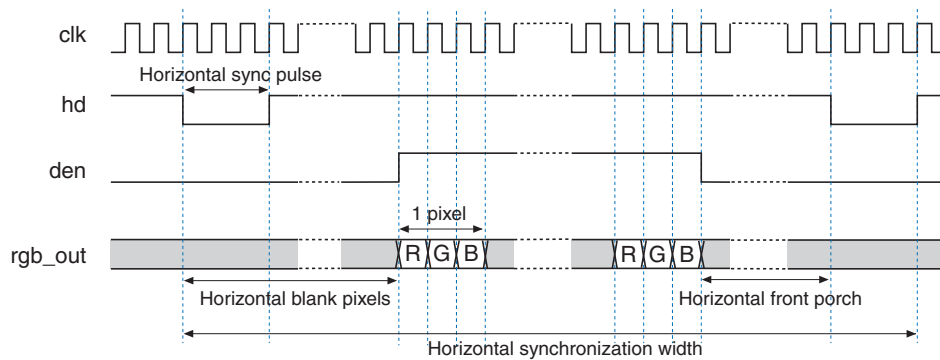 clk
Horizontal sync pulse
hd
den
1 pixel
rgb_out
R G B
R G B
Horizontal blank pixels
Horizontal front porch
Horizontal synchronization width